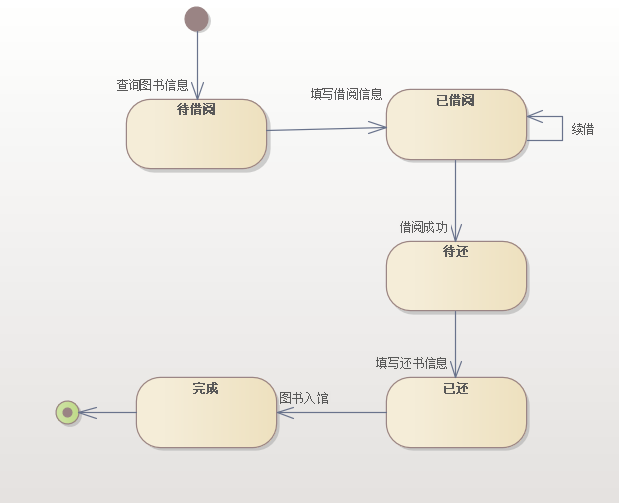 查询图书信息
待借阅
填写借阅信息
已借阅
续借
借阅成功
待还
填写还书信息
已还
图书入馆
完成